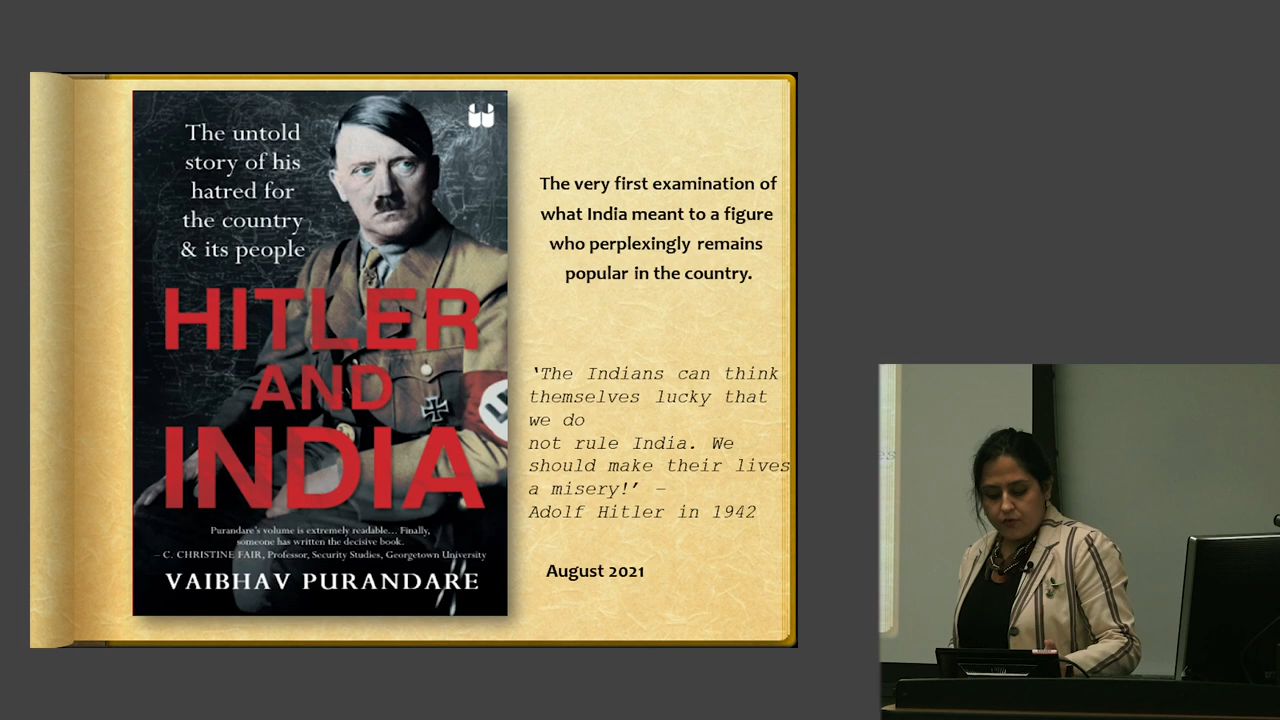 The untold
story of his
hatred for
the country
& its people
HITLER
AND
INDIA
Purandare's volume is extremely readable... Finally,
someone has written the decisive book.
– C. CHRISTINE FAIR, Professor, Security Studies, Georgetown University
VAIBHAV PURANDARE
The very first examination of
what India meant to a figure
who perplexingly remains
popular in the country.
'The Indians can think
themselves lucky that
we do
not rule India. We
should make their lives
a misery!' –
Adolf Hitler in 1942
August 2021